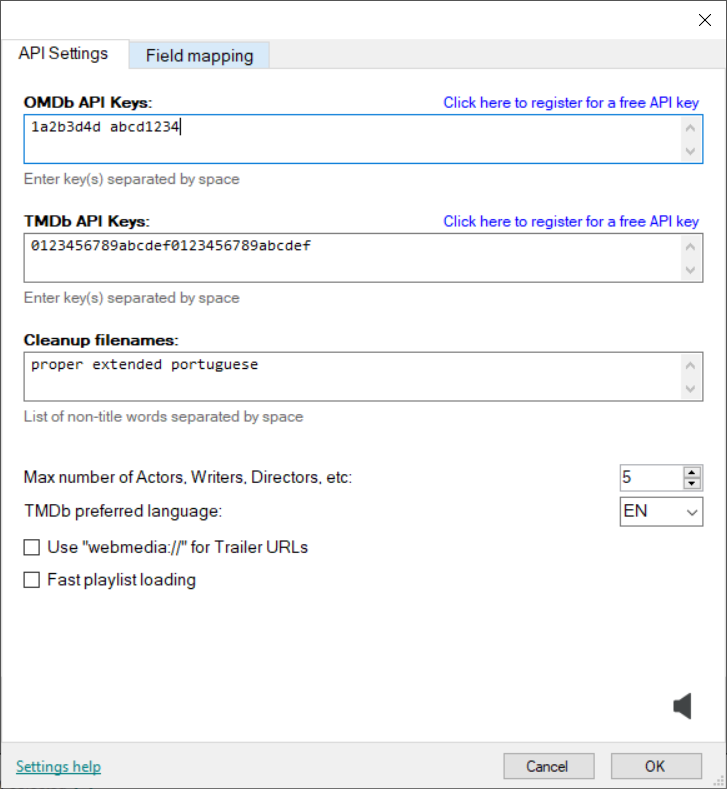 API Settings
Field mapping
OMDb API Keys:
Click here to register for a free API key
1a2b3d4d abcd1234
Enter key(s) separated by space
TMDb API Keys:
Click here to register for a free API key
0123456789abcdef0123456789abcdef
Enter key(s) separated by space
Cleanup filenames:
proper extended portuguese
List of non-title words separated by space
Max number of Actors, Writers, Directors, etc:
5
TMDb preferred language:
EN
Use "webmedia://" for Trailer URLs
Fast playlist loading
Settings help
Cancel
OK